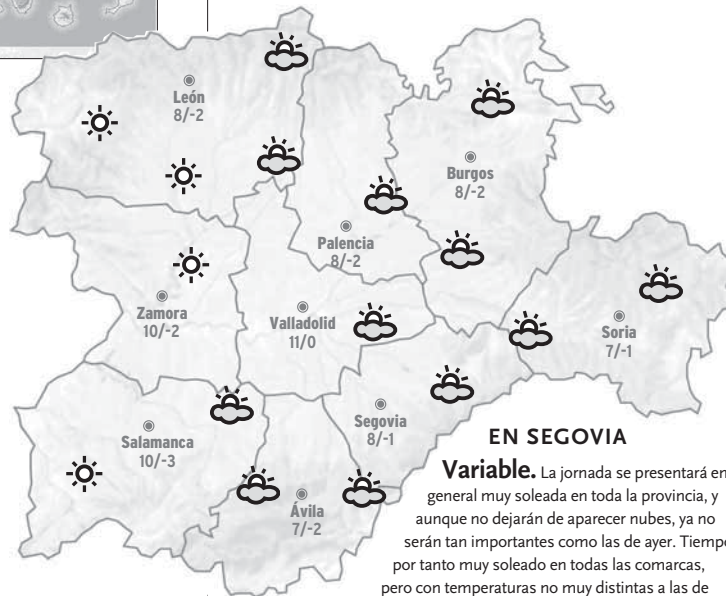 León
8/-2
Burgos
8/-2
Palencia
8/-2
Zamora
10/-2
Valladolid
11/0
Soria
7/-1
Segovia
8/-1
Salamanca
10/-3
Ávila
7/-2
EN SEGOVIA
Variable. La jornada se presentará en
general muy soleada en toda la provincia, y
aunque no dejarán de aparecer nubes, ya no
serán tan importantes como las de ayer. Tiempo
por tanto muy soleado en todas las comarcas,
pero con temperaturas no muy distintas a las de